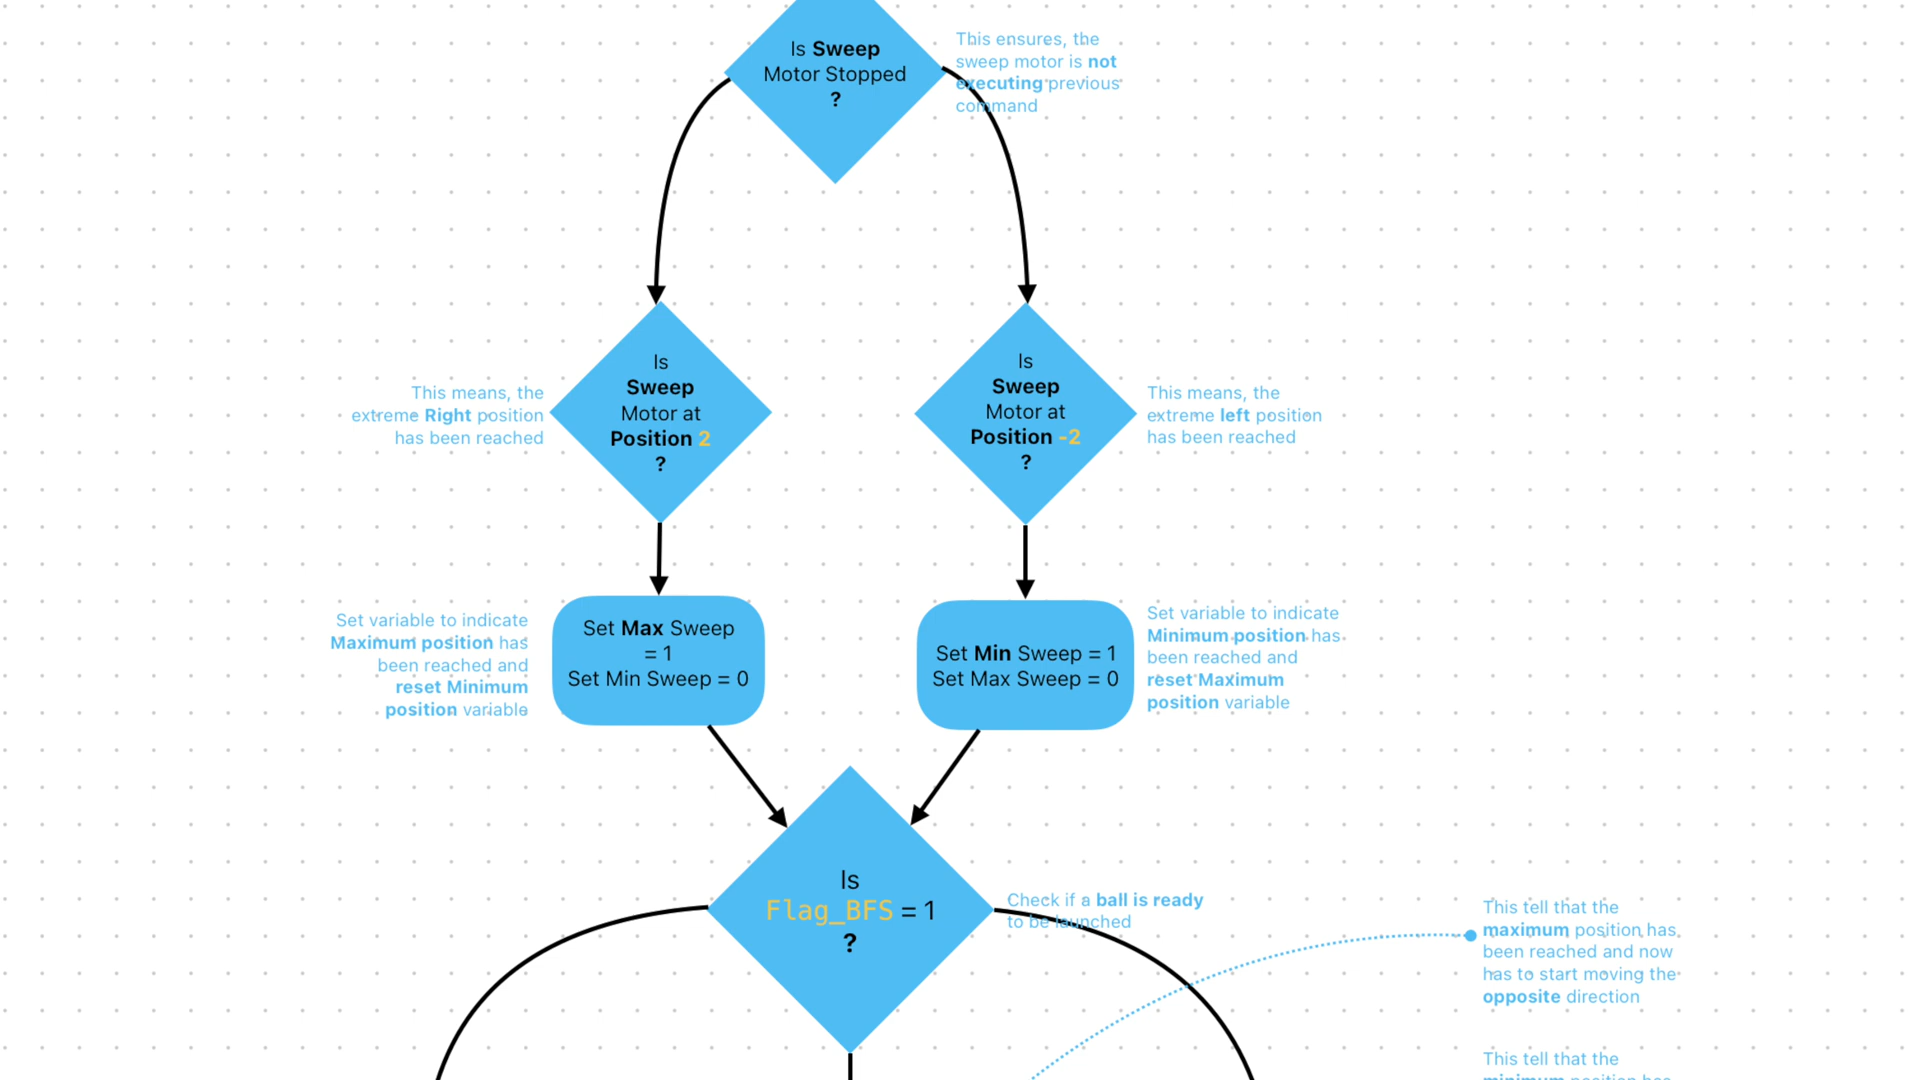 Is Sweep
Motor Stopped
?
This ensures, the
sweep motor is not
executing previous
command
This means, the
extreme Right position
has been reached
Is
Sweep
Motor at
Position 2
?
Is
Sweep
Motor at
Position -2
?
This means, the
extreme left position
has been reached
Set variable to indicate
Maximum position has
been reached and
reset Minimum
position variable
Set Max Sweep
= 1
Set Min Sweep = 0
Set Min Sweep = 1
Set Max Sweep = 0
Set variable to indicate
Minimum position has
been reached and
reset Maximum
position variable
Is
Flag_BFS = 1
?
Check if a ball is ready
to be launched
This tell that the
maximum position has
been reached and now
has to start moving the
opposite direction
This tell that the
minimum position has